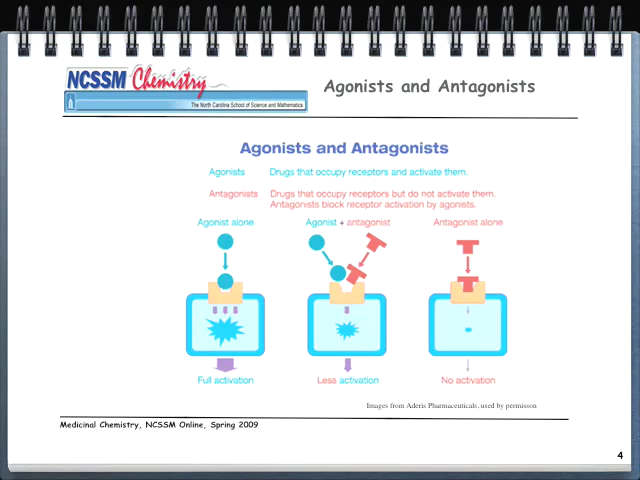 NCSSM Chemistry
The North Carolina School of Science and Mathematics
Agonists and Antagonists
Agonists and Antagonists
Agonists Drugs that occupy receptors and activate them.
Antagonists Drugs that occupy receptors but do not activate them.
Antagonists block receptor activation by agonists.
Agonist alone Agonist + antagonist Antagonist alone
Full activation Less activation No activation
Images from Aderis Pharmaceuticals, used by permisson
Medicinal Chemistry, NCSSM Online, Spring 2009
4